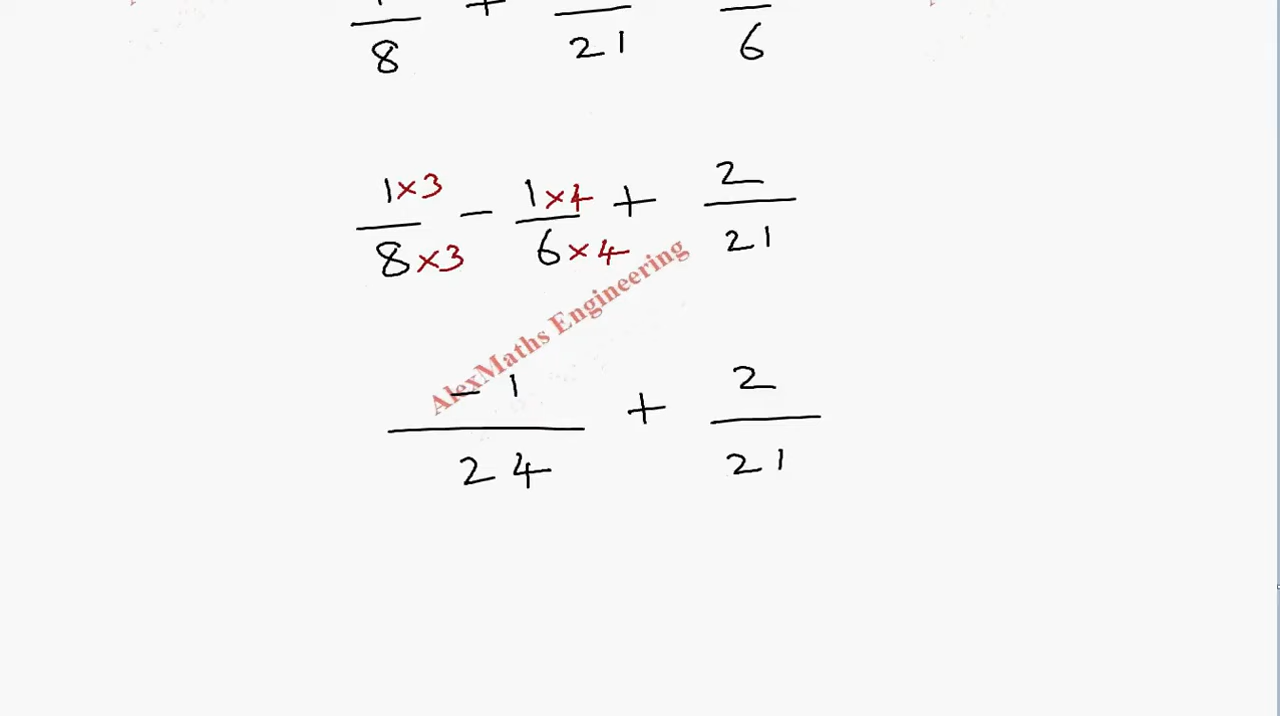 8 + 21 6
1×3/8×3 − 1×4/6×4 + 2/21
AlexMaths Engineering
−1/24 + 2/21